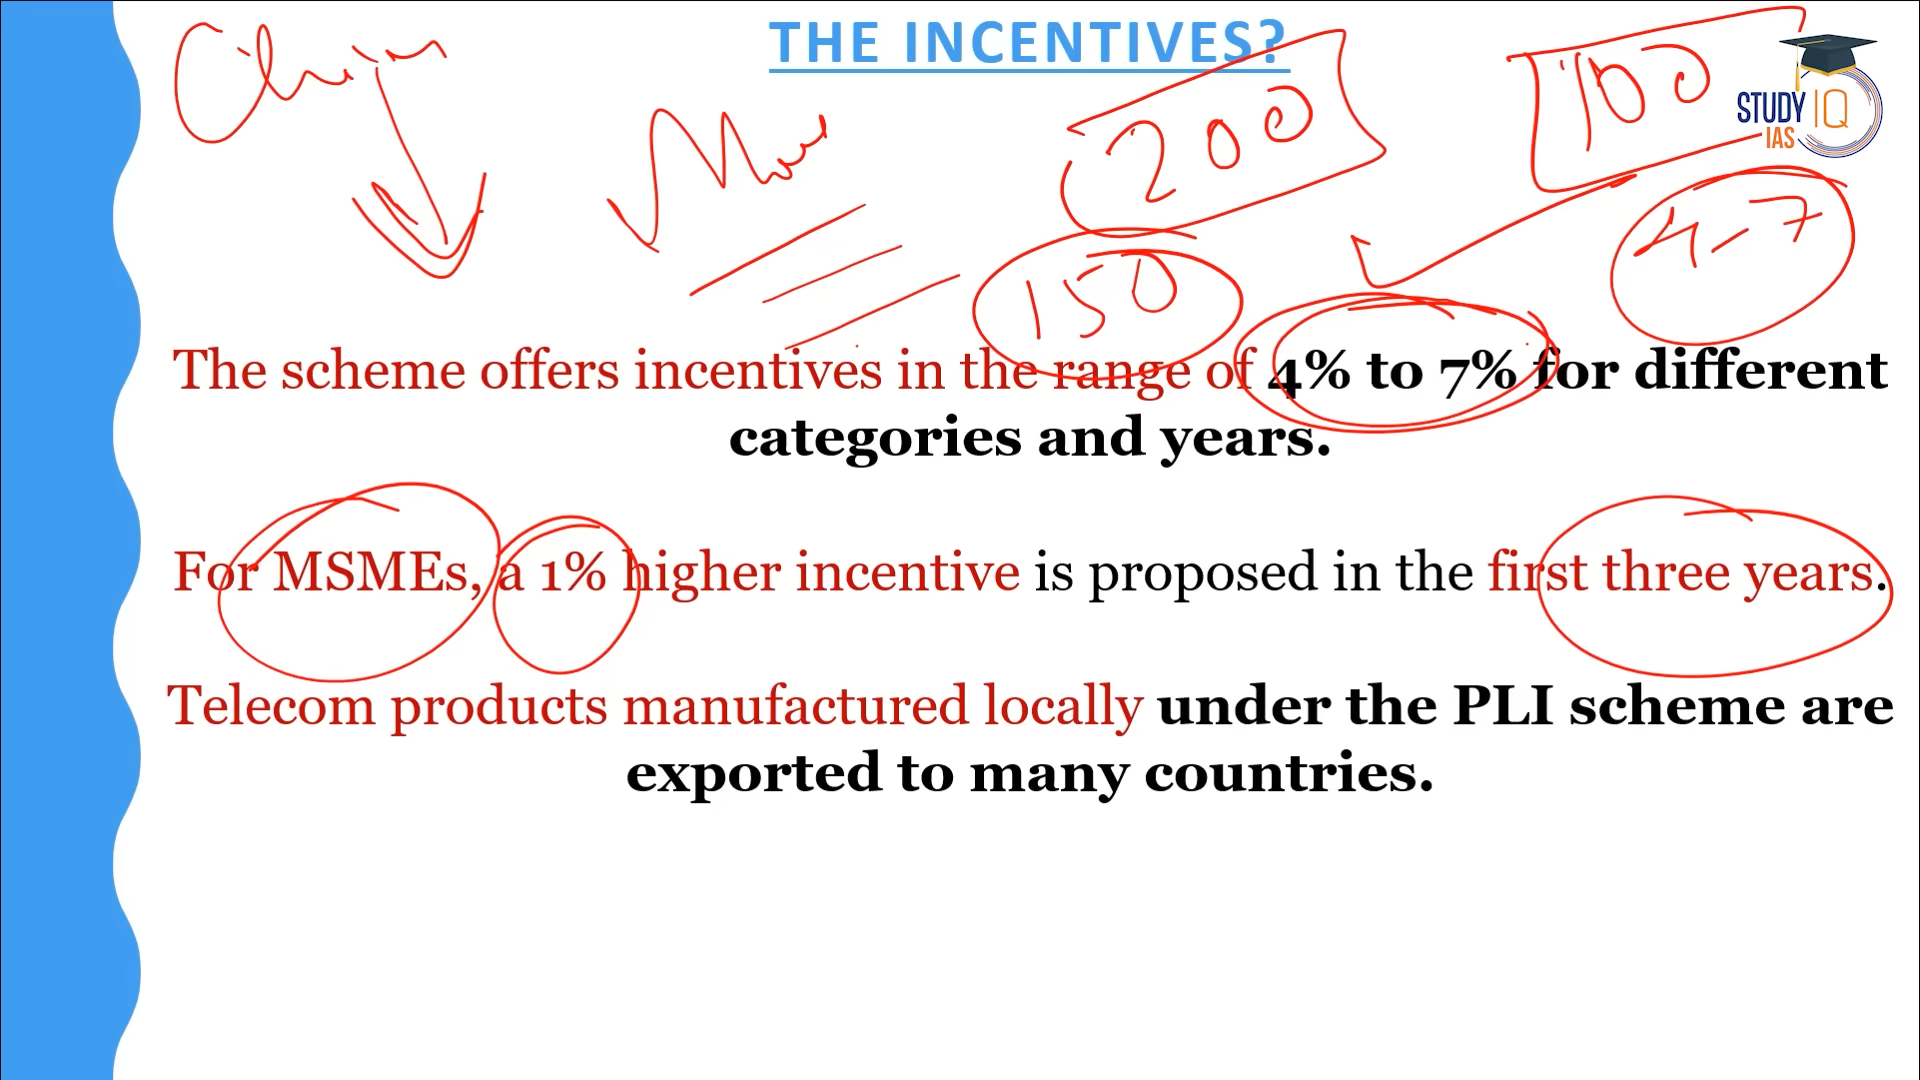 THE INCENTIVES?
200
100
STUDY IQ
IAS
150
4-7
The scheme offers incentives in the range of 4% to 7% for different
categories and years.
For MSMEs, a 1% higher incentive is proposed in the first three years.
Telecom products manufactured locally under the PLI scheme are
exported to many countries.